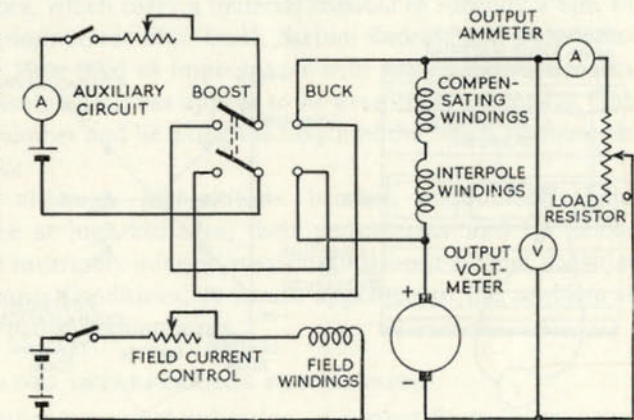 OUTPUT
AMMETER
A
A
AUXILIARY
CIRCUIT
BOOST
BUCK
COMPEN-
SATING
WINDINGS
INTERPOLE
WINDINGS
LOAD
RESISTOR
OUTPUT
VOLT-
METER
V
+
FIELD CURRENT
CONTROL
FIELD
WINDINGS